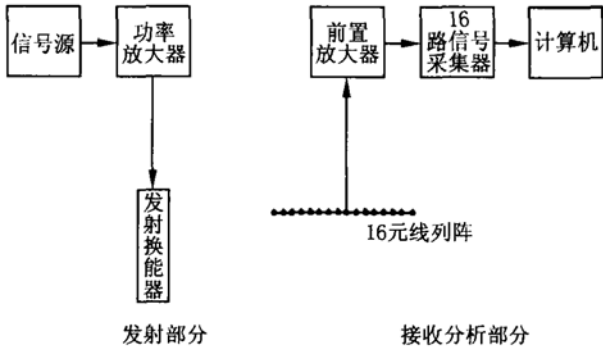 信号源
功率
放大器
发射换能器
发射部分
前置
放大器
16
路信号
采集器
计算机
16元线列阵
接收分析部分